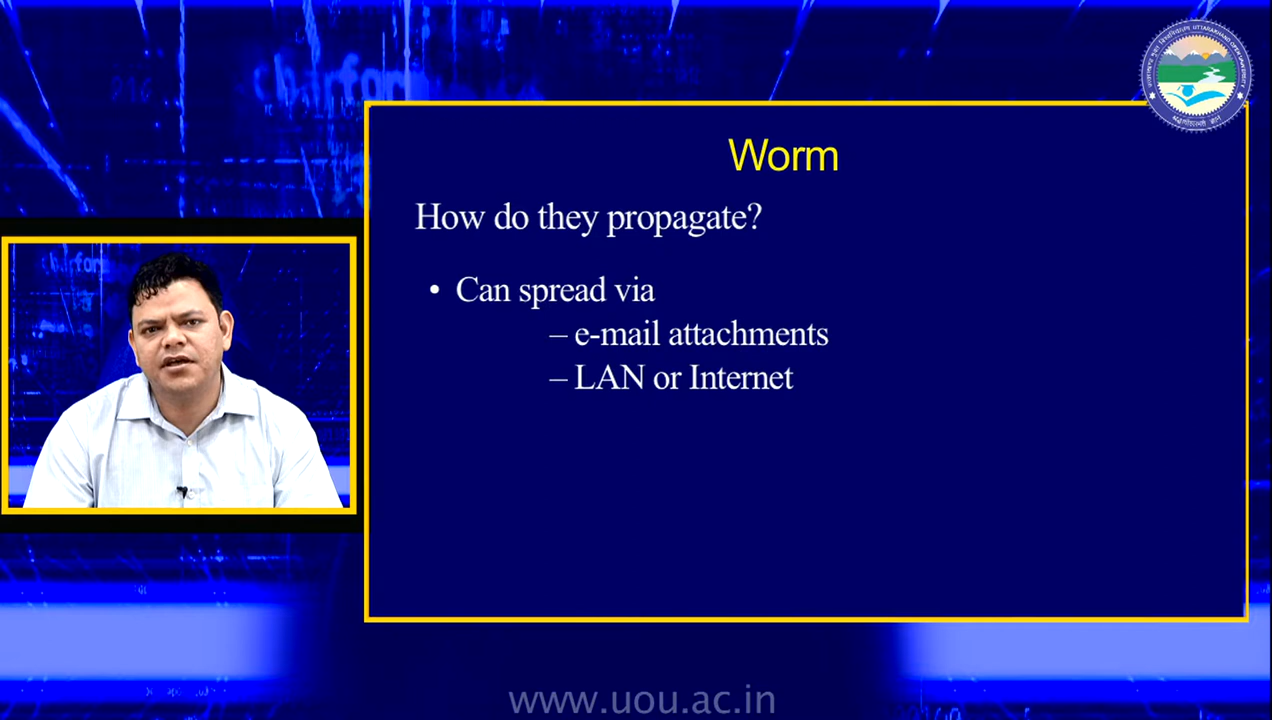 Worm
How do they propagate?
• Can spread via
– e-mail attachments
– LAN or Internet
www.uou.ac.in